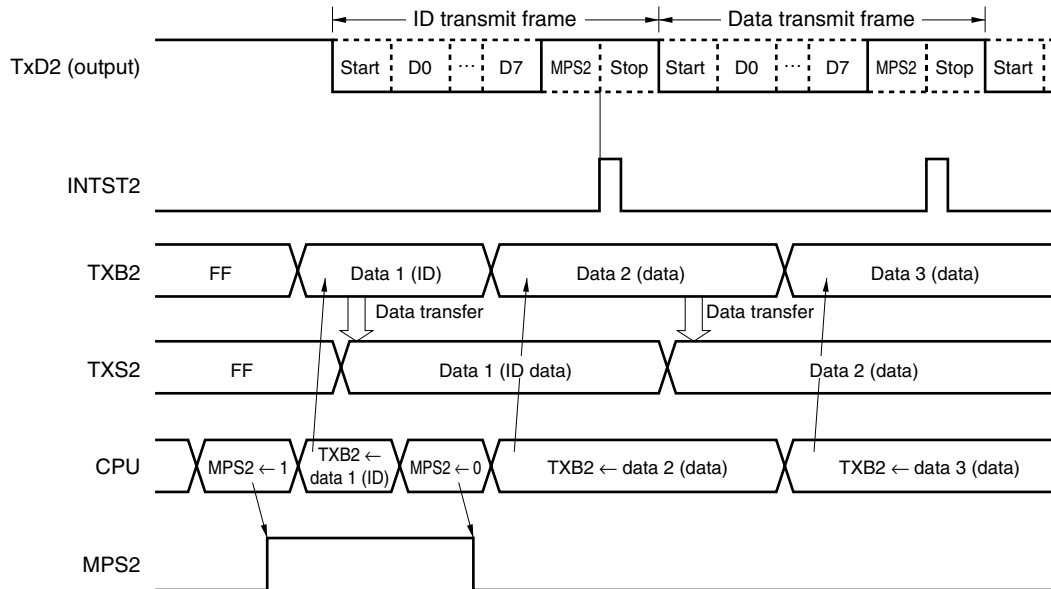 ID transmit frame Data transmit frame
TxD2 (output) Start D0 ... D7 MPS2 Stop Start D0 ... D7 MPS2 Stop Start
INTST2
TXB2 FF Data 1 (ID) Data 2 (data) Data 3 (data)
Data transfer Data transfer
TXS2 FF Data 1 (ID data) Data 2 (data)
CPU MPS2 ← 1 TXB2 ← data 1 (ID) MPS2 ← 0 TXB2 ← data 2 (data) TXB2 ← data 3 (data)
MPS2